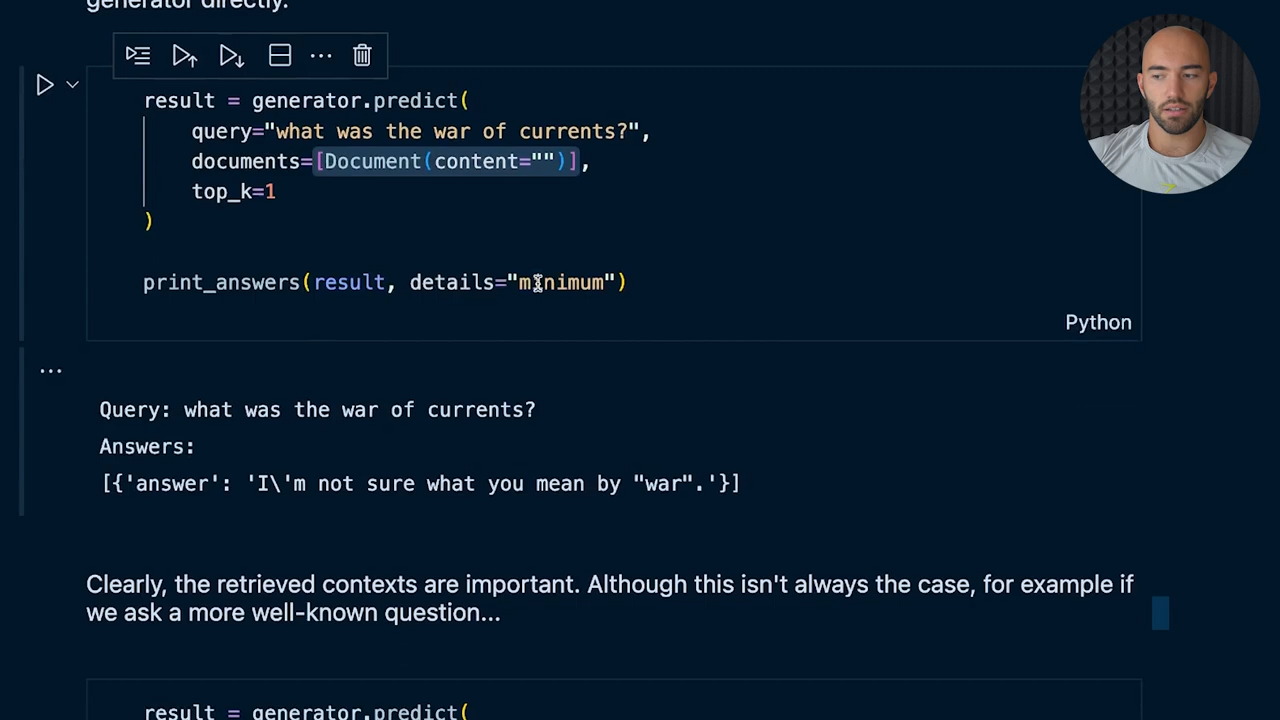 generator directly.
result = generator.predict(
query="what was the war of currents?",
documents=[Document(content="")],
top_k=1
)
print_answers(result, details="minimum")
Python
...
Query: what was the war of currents?
Answers:
[{'answer': 'I\'m not sure what you mean by "war".'}]
Clearly, the retrieved contexts are important. Although this isn't always the case, for example if
we ask a more well-known question...
result = generator.predict(